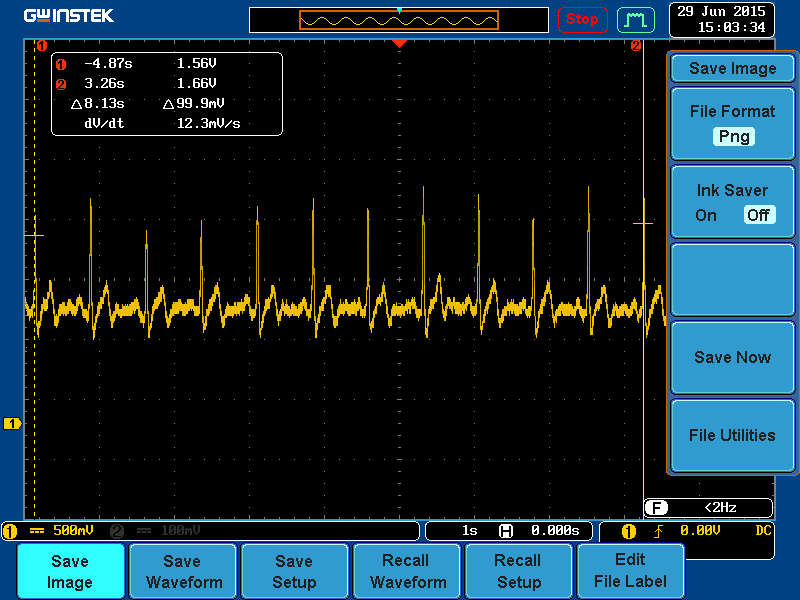 GWINSTEK
Stop
29 Jun 2015
15:03:34
1
2
1 -4.87s 1.56V
2 3.26s 1.66V
△8.13s △99.9mV
dV/dt 12.3mV/s
Save Image
File Format
Png
Ink Saver
On Off
Save Now
File Utilities
1
F <2Hz
1 500mV 2 100mV 1s H 0.000s 1 0.00V DC
Save Image
Save Waveform
Save Setup
Recall Waveform
Recall Setup
Edit File Label